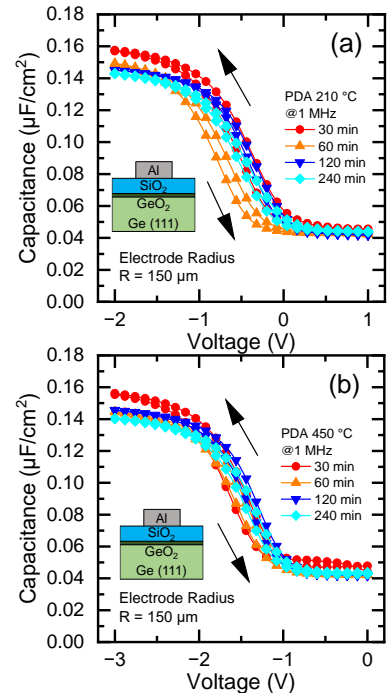 (a)
0.18
0.16
0.14
0.12
0.10
0.08
0.06
0.04
0.02
0.00
Capacitance (µF/cm²)
PDA 210 °C
@1 MHz
30 min
60 min
120 min
240 min
Al
SiO₂
GeO₂
Ge (111)
Electrode Radius
R = 150 µm
-2 -1 0 1
Voltage (V)
(b)
0.18
0.16
0.14
0.12
0.10
0.08
0.06
0.04
0.02
0.00
Capacitance (µF/cm²)
PDA 450 °C
@1 MHz
30 min
60 min
120 min
240 min
Al
SiO₂
GeO₂
Ge (111)
Electrode Radius
R = 150 µm
-3 -2 -1 0
Voltage (V)